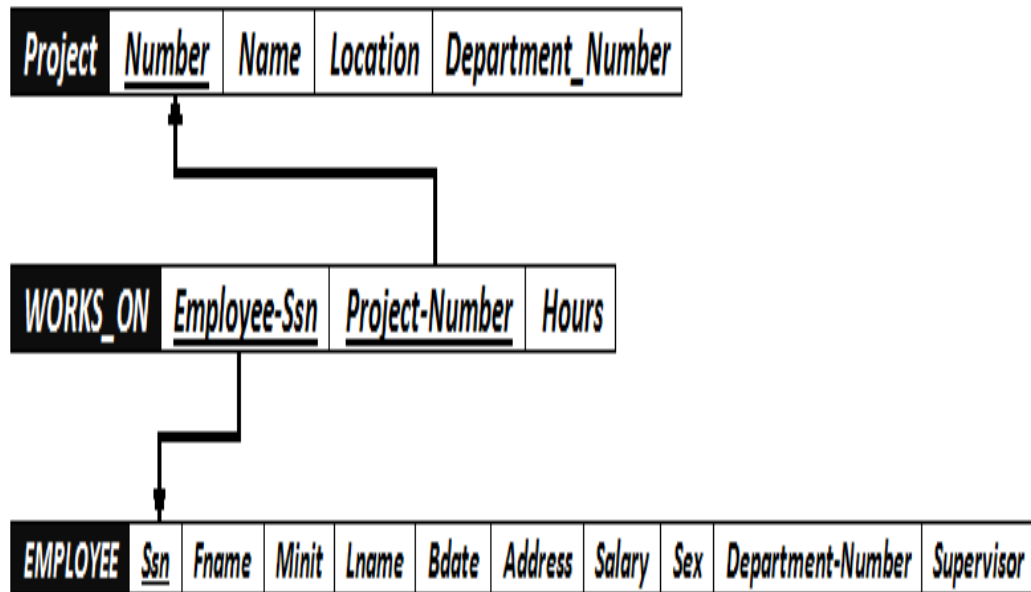 Project Number Name Location Department_Number
WORKS_ON Employee-Ssn Project-Number Hours
EMPLOYEE Ssn Fname Minit Lname Bdate Address Salary Sex Department-Number Supervisor